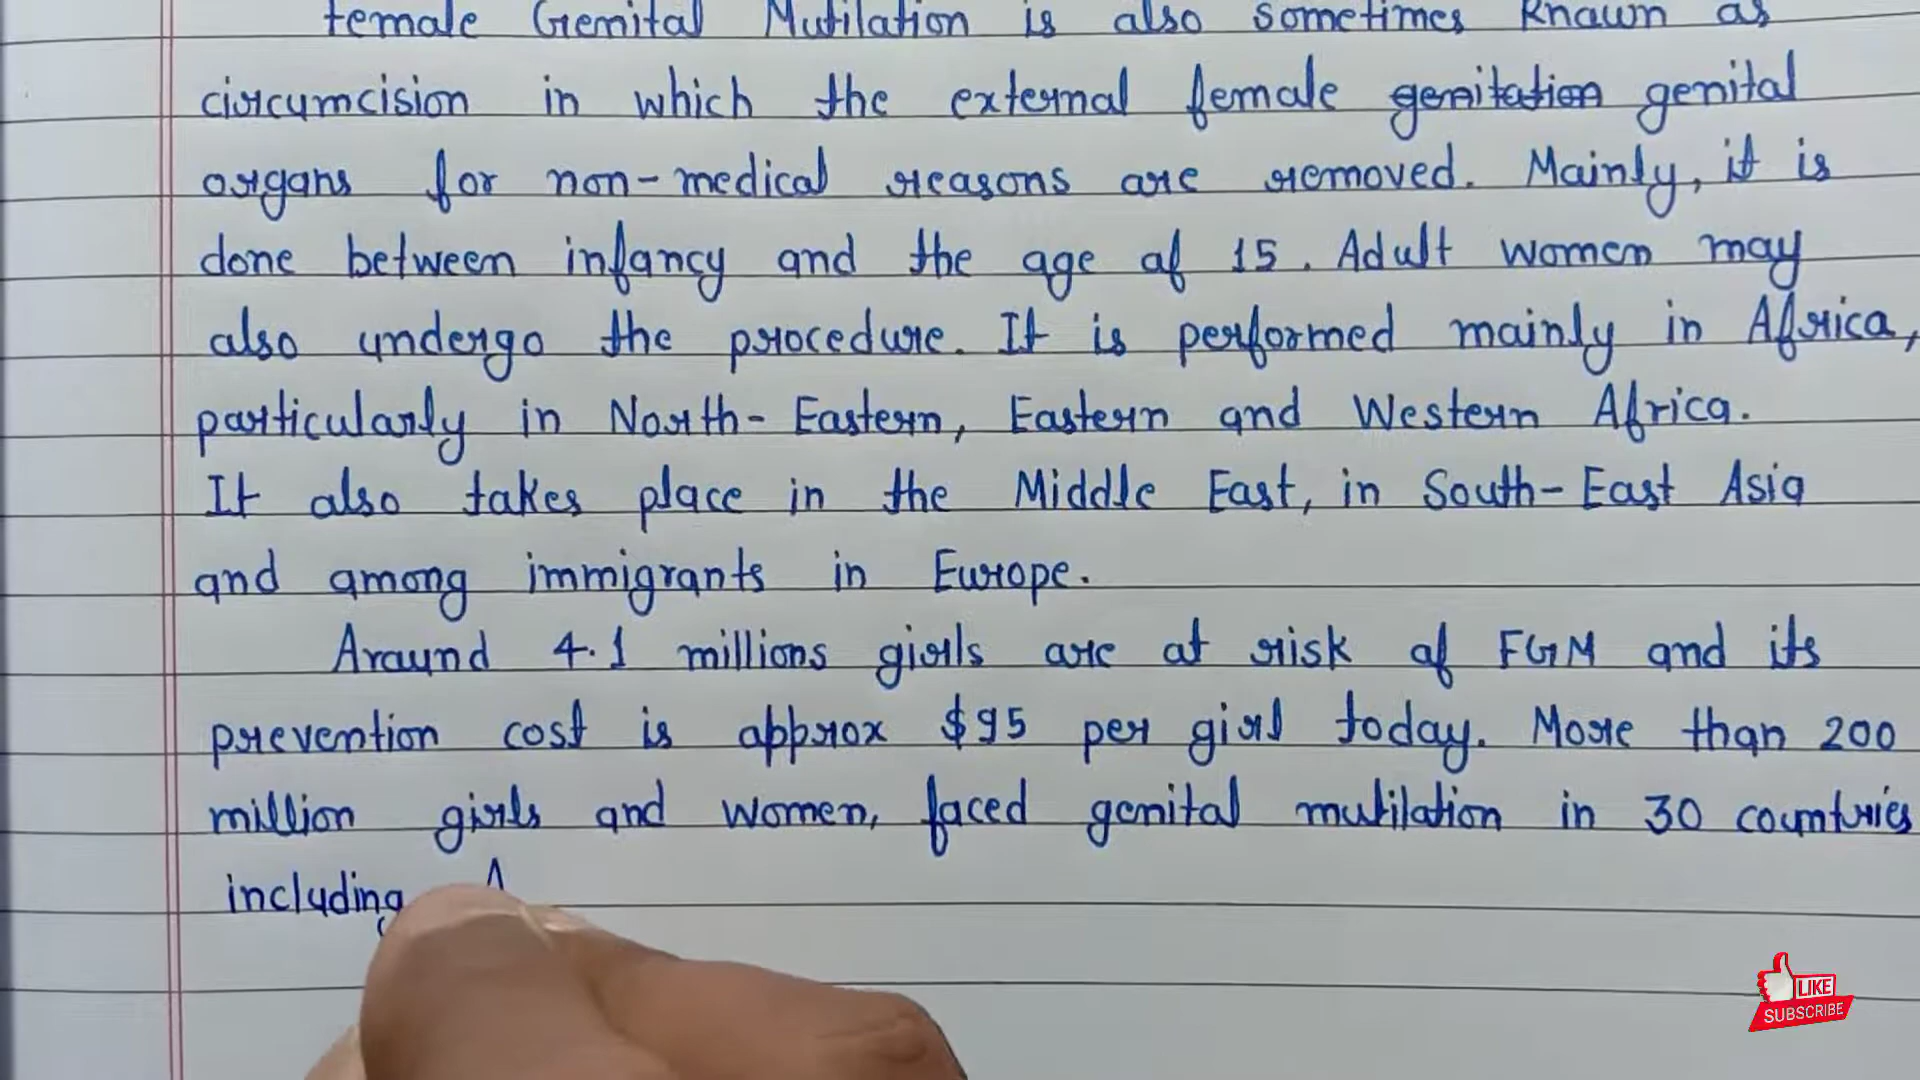 female Genital Mutilation is also sometimes Known as
circumcision in which the external female genitation genital
organs for non-medical reasons are removed. Mainly, it is
done between infancy and the age of 15. Adult women may
also undergo the procedure. It is performed mainly in Africa,
particularly in North-Eastern, Eastern and Western Africa.
It also takes place in the Middle East, in South-East Asia
and among immigrants in Europe.
Around 4.1 millions girls are at risk of FGM and its
prevention cost is approx $95 per girl today. More than 200
million girls and women, faced genital mutilation in 30 countries
including A
LIKE
SUBSCRIBE